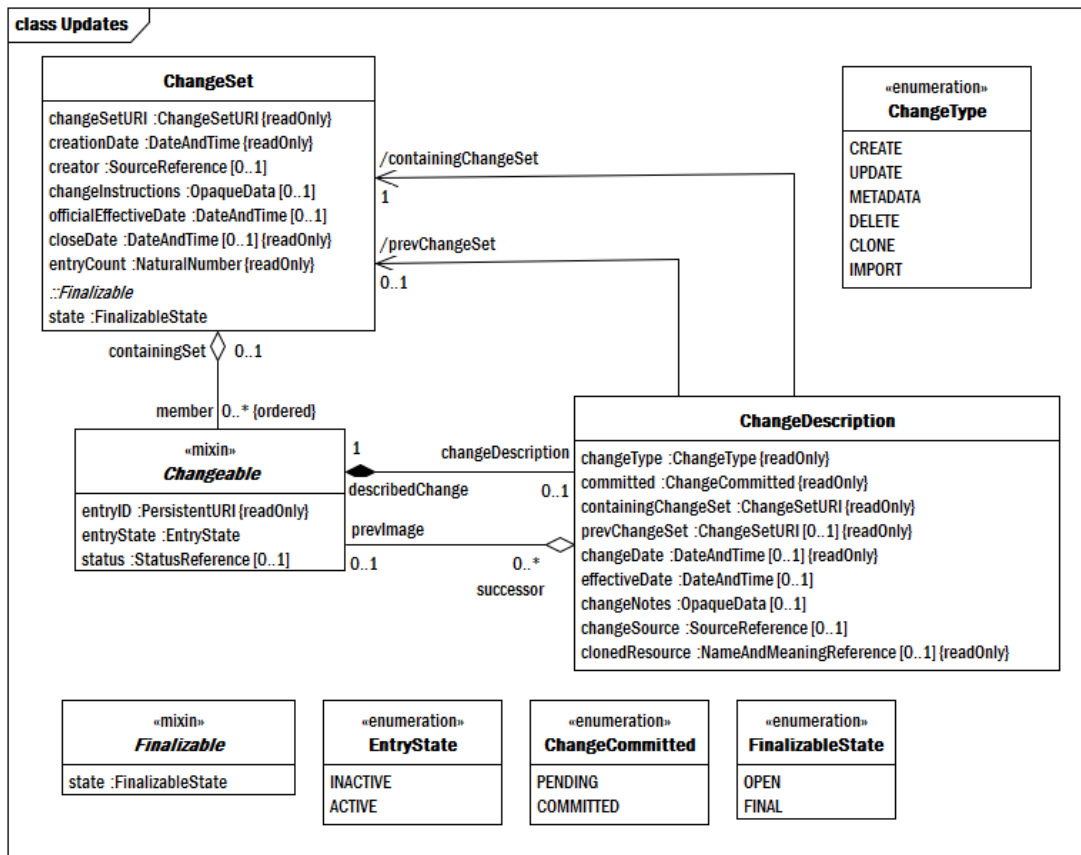 class Updates
ChangeSet
changeSetURI :ChangeSetURI {readOnly}
creationDate :DateAndTime {readOnly}
creator :SourceReference [0..1]
changeInstructions :OpaqueData [0..1]
officialEffectiveDate :DateAndTime [0..1]
closeDate :DateAndTime [0..1] {readOnly}
entryCount :NaturalNumber {readOnly}
::Finalizable
state :FinalizableState
«enumeration»
ChangeType
CREATE
UPDATE
METADATA
DELETE
CLONE
IMPORT
/containingChangeSet
1
/prevChangeSet
0..1
containingSet
0..1
member
0..* {ordered}
«mixin»
Changeable
entryID :PersistentURI {readOnly}
entryState :EntryState
status :StatusReference [0..1]
1
changeDescription
describedChange
0..1
prevImage
0..1
0..*
successor
ChangeDescription
changeType :ChangeType {readOnly}
committed :ChangeCommitted {readOnly}
containingChangeSet :ChangeSetURI {readOnly}
prevChangeSet :ChangeSetURI [0..1] {readOnly}
changeDate :DateAndTime [0..1] {readOnly}
effectiveDate :DateAndTime [0..1]
changeNotes :OpaqueData [0..1]
changeSource :SourceReference [0..1]
clonedResource :NameAndMeaningReference [0..1] {readOnly}
«mixin»
Finalizable
state :FinalizableState
«enumeration»
EntryState
INACTIVE
ACTIVE
«enumeration»
ChangeCommitted
PENDING
COMMITTED
«enumeration»
FinalizableState
OPEN
FINAL